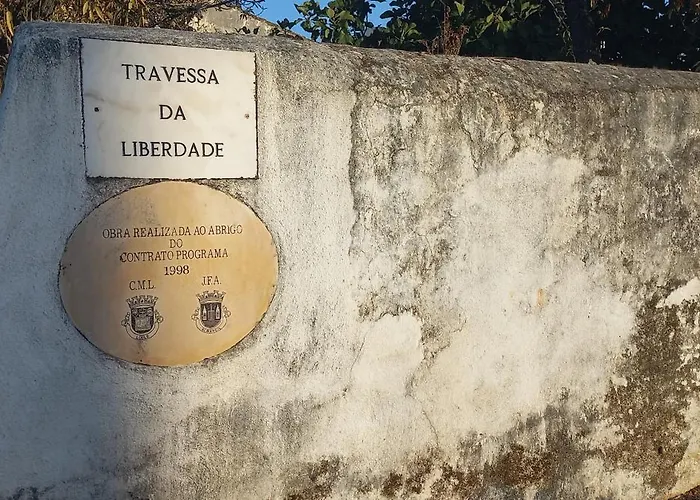 TRAVESSA
DA
LIBERDADE
OBRA REALIZADA AO ABRIGO
DO
CONTRATO PROGRAMA
1998
C.M.L. J.F.A.